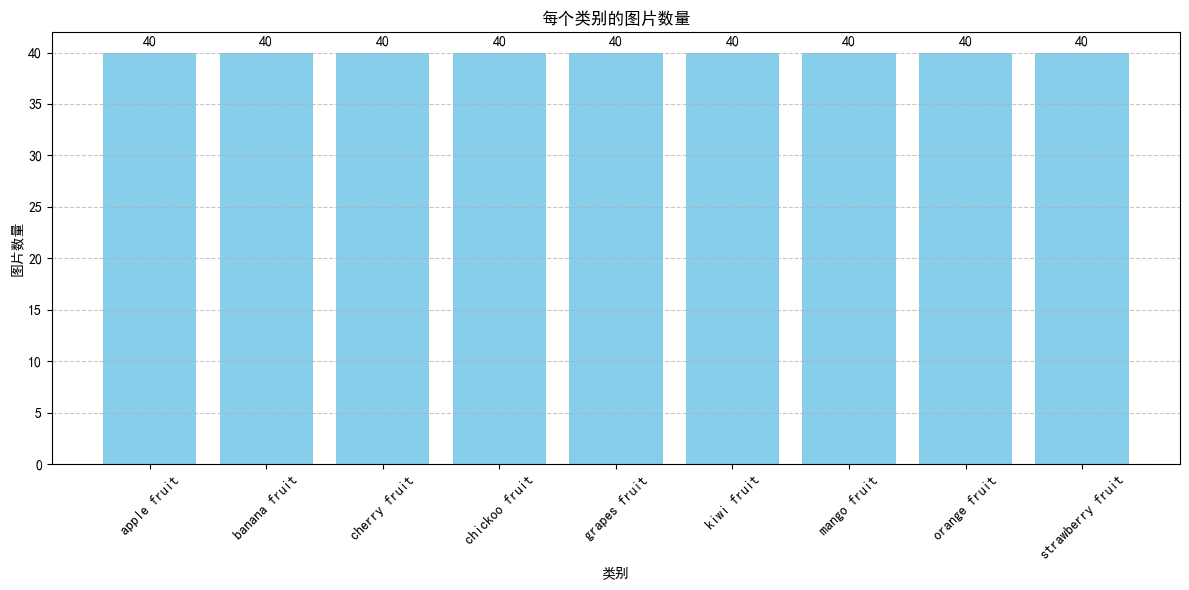 每个类别的图片数量
40 40 40 40 40 40 40 40 40
40
35
30
25
20
15
10
5
0
图片数量
apple fruit
banana fruit
cherry fruit
chickoo fruit
grapes fruit
kiwi fruit
mango fruit
orange fruit
strawberry fruit
类别